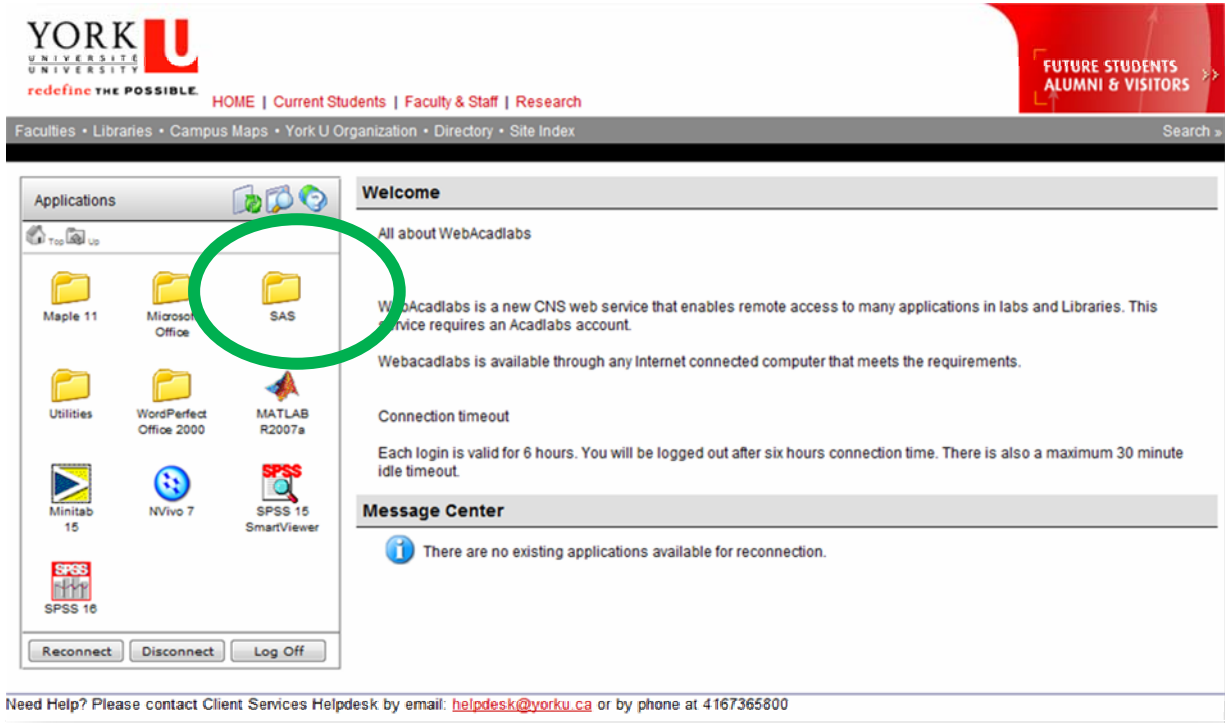 YORK U
UNIVERSITÉ
UNIVERSITY
redefine THE POSSIBLE.
HOME | Current Students | Faculty & Staff | Research
FUTURE STUDENTS
ALUMNI & VISITORS >>
Faculties • Libraries • Campus Maps • York U Organization • Directory • Site Index
Search »
Applications
Top Up
Maple 11
Microsof
Office
SAS
Utilities
WordPerfect
Office 2000
MATLAB
R2007a
Minitab
15
NVivo 7
SPSS
SPSS 15
SmartViewer
SPSS
SPSS 16
Reconnect Disconnect Log Off
Welcome
All about WebAcadlabs
WebAcadlabs is a new CNS web service that enables remote access to many applications in labs and Libraries. This
service requires an Acadlabs account.
Webacadlabs is available through any Internet connected computer that meets the requirements.
Connection timeout
Each login is valid for 6 hours. You will be logged out after six hours connection time. There is also a maximum 30 minute
idle timeout.
Message Center
There are no existing applications available for reconnection.
Need Help? Please contact Client Services Helpdesk by email: helpdesk@yorku.ca or by phone at 4167365800